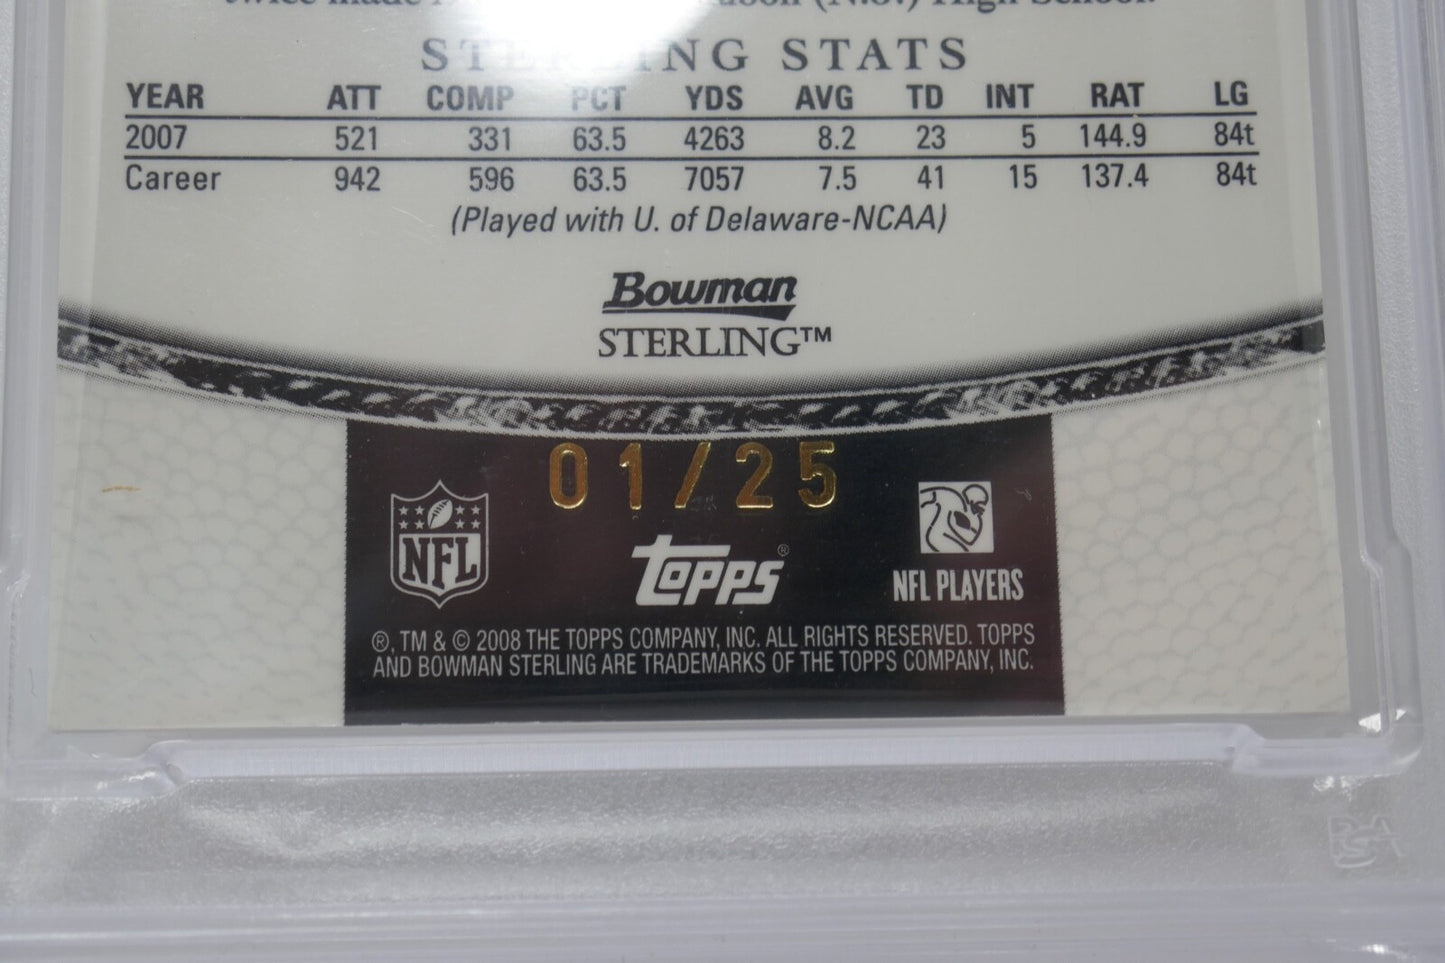 (N.J.) High School.
STERLING STATS
YEAR ATT COMP PCT YDS AVG TD INT RAT LG
2007 521 331 63.5 4263 8.2 23 5 144.9 84t
Career 942 596 63.5 7057 7.5 41 15 137.4 84t
(Played with U. of Delaware-NCAA)
Bowman
STERLING™
01/25
NFL
Topps®
NFL PLAYERS
®, TM & © 2008 THE TOPPS COMPANY, INC. ALL RIGHTS RESERVED. TOPPS
AND BOWMAN STERLING ARE TRADEMARKS OF THE TOPPS COMPANY, INC.
PSA